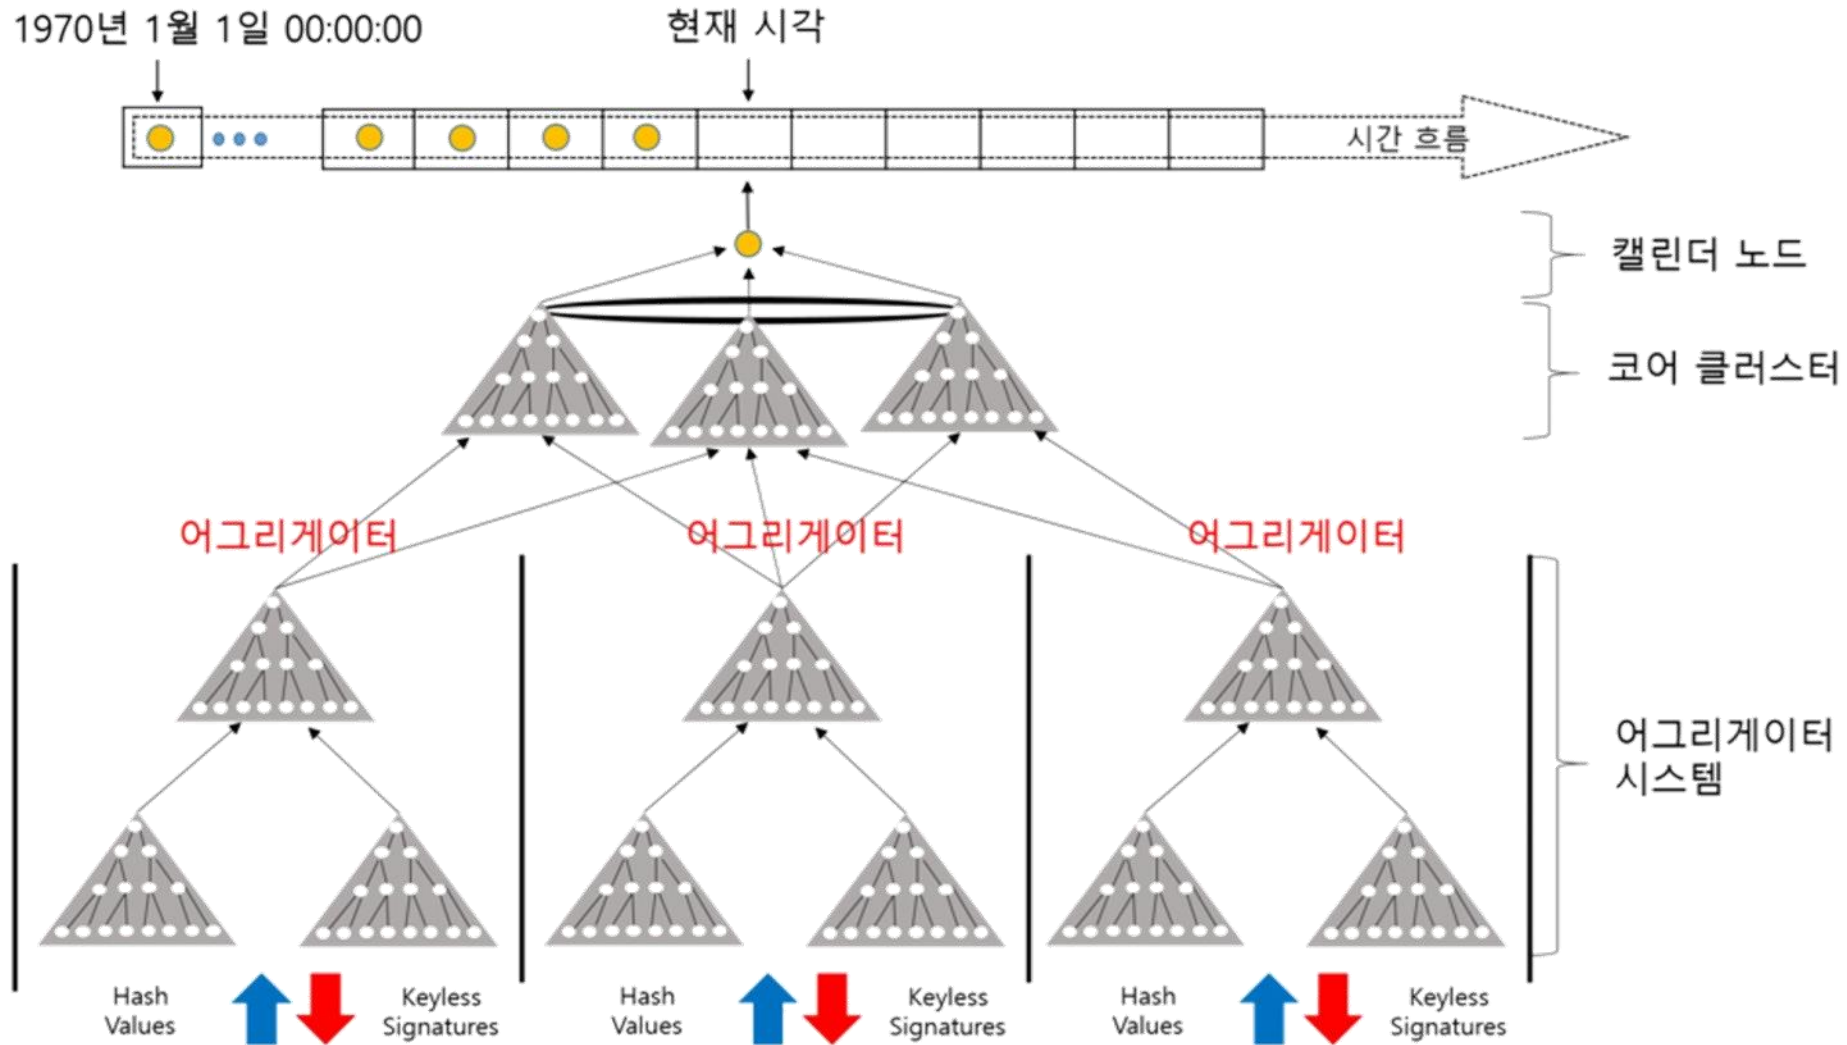 1970년 1월 1일 00:00:00
현재 시각
시간 흐름
캘린더 노드
코어 클러스터
어그리게이터
어그리게이터
어그리게이터
어그리게이터
시스템
Hash
Values
Keyless
Signatures
Hash
Values
Keyless
Signatures
Hash
Values
Keyless
Signatures